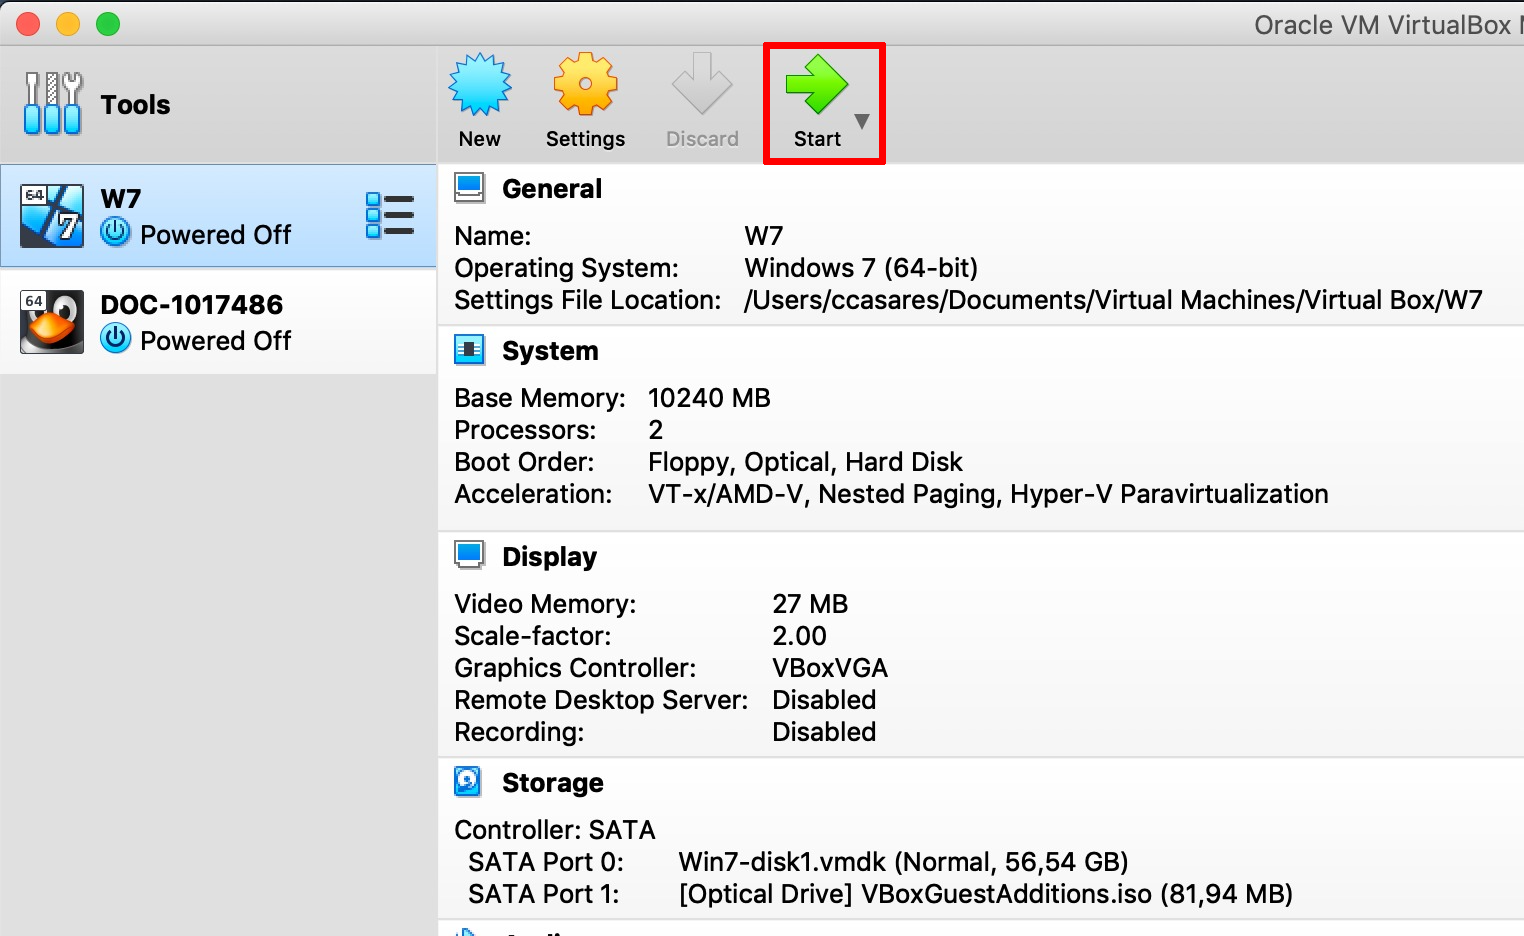 Oracle VM VirtualBox
Tools
New
Settings
Discard
Start
64
7
W7
Powered Off
64
DOC-1017486
Powered Off
General
Name: W7
Operating System: Windows 7 (64-bit)
Settings File Location: /Users/ccasares/Documents/Virtual Machines/Virtual Box/W7
System
Base Memory: 10240 MB
Processors: 2
Boot Order: Floppy, Optical, Hard Disk
Acceleration: VT-x/AMD-V, Nested Paging, Hyper-V Paravirtualization
Display
Video Memory: 27 MB
Scale-factor: 2.00
Graphics Controller: VBoxVGA
Remote Desktop Server: Disabled
Recording: Disabled
Storage
Controller: SATA
SATA Port 0: Win7-disk1.vmdk (Normal, 56,54 GB)
SATA Port 1: [Optical Drive] VBoxGuestAdditions.iso (81,94 MB)